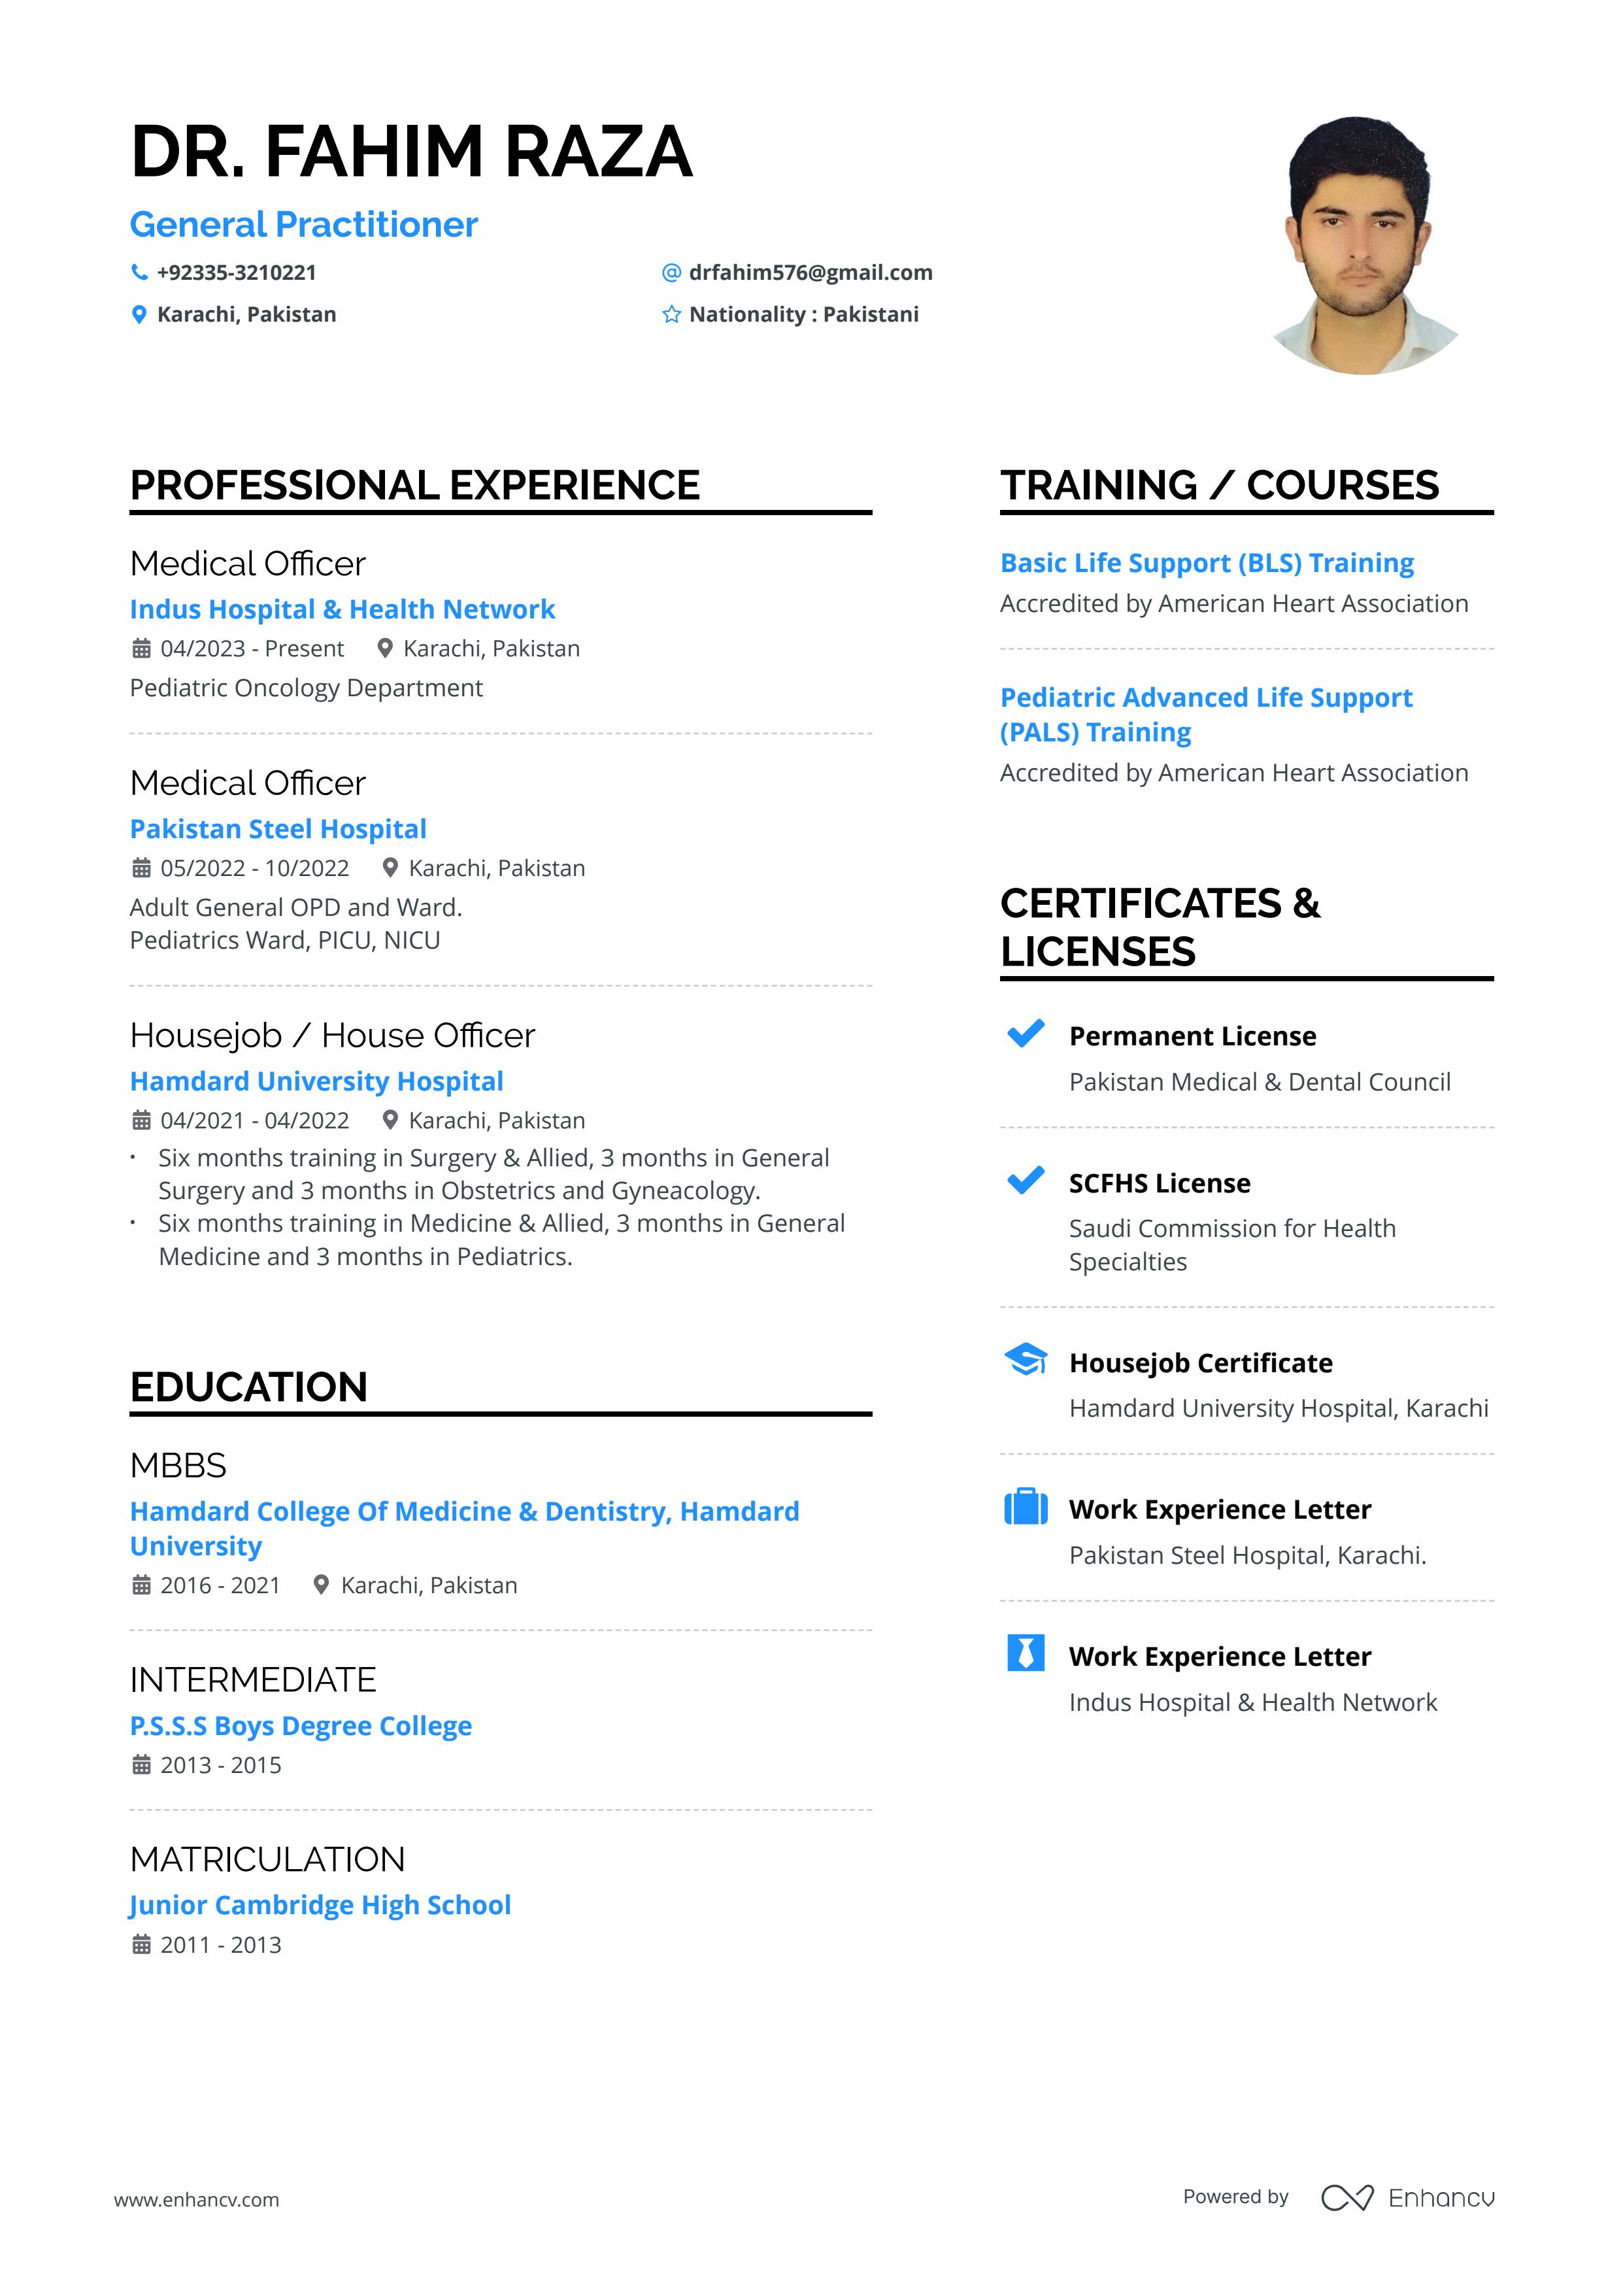 DR. FAHIM RAZA
General Practitioner
+92335-3210221
@ drfahim576@gmail.com
Karachi, Pakistan
Nationality : Pakistani
PROFESSIONAL EXPERIENCE
Medical Officer
Indus Hospital & Health Network
04/2023 - Present Karachi, Pakistan
Pediatric Oncology Department
Medical Officer
Pakistan Steel Hospital
05/2022 - 10/2022 Karachi, Pakistan
Adult General OPD and Ward.
Pediatrics Ward, PICU, NICU
Housejob / House Officer
Hamdard University Hospital
04/2021 - 04/2022 Karachi, Pakistan
• Six months training in Surgery & Allied, 3 months in General
Surgery and 3 months in Obstetrics and Gyneacology.
• Six months training in Medicine & Allied, 3 months in General
Medicine and 3 months in Pediatrics.
EDUCATION
MBBS
Hamdard College Of Medicine & Dentistry, Hamdard
University
2016 - 2021 Karachi, Pakistan
INTERMEDIATE
P.S.S.S Boys Degree College
2013 - 2015
MATRICULATION
Junior Cambridge High School
2011 - 2013
TRAINING / COURSES
Basic Life Support (BLS) Training
Accredited by American Heart Association
Pediatric Advanced Life Support
(PALS) Training
Accredited by American Heart Association
CERTIFICATES &
LICENSES
Permanent License
Pakistan Medical & Dental Council
SCFHS License
Saudi Commission for Health
Specialties
Housejob Certificate
Hamdard University Hospital, Karachi
Work Experience Letter
Pakistan Steel Hospital, Karachi.
Work Experience Letter
Indus Hospital & Health Network
www.enhancv.com
Powered by Enhancv